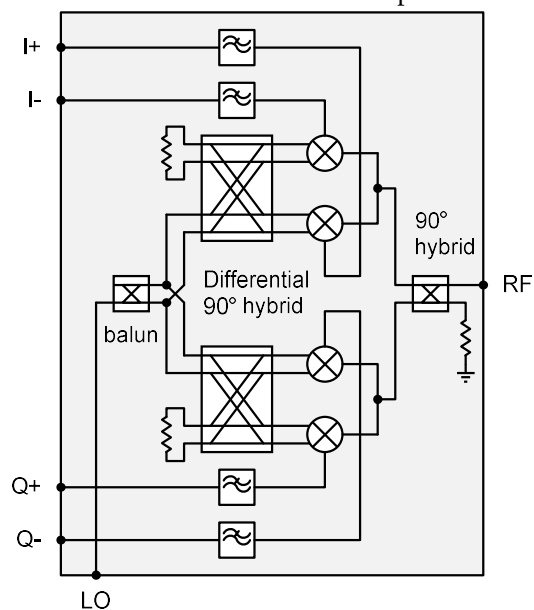 I+
I-
90°
hybrid
Differential
90° hybrid
RF
balun
Q+
Q-
LO